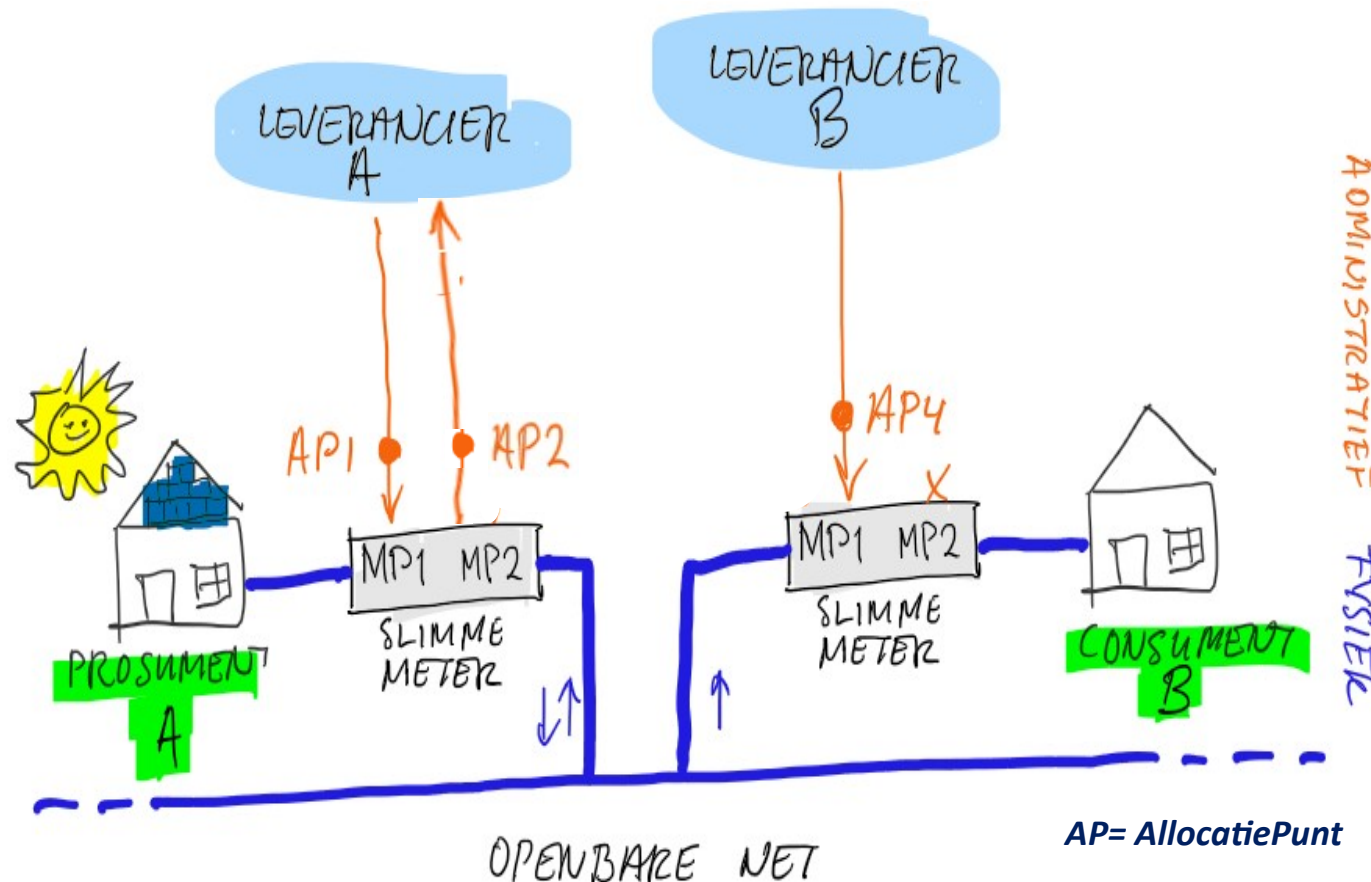 LEVERANCIER
A
LEVERANCIER
B
ADMINISTRATIEF
FYSIEK
AP1
AP2
AP4
X
MP1 MP2
SLIMME
METER
MP1 MP2
SLIMME
METER
PROSUMENT
A
CONSUMENT
B
OPENBARE NET
AP= AllocatiePunt